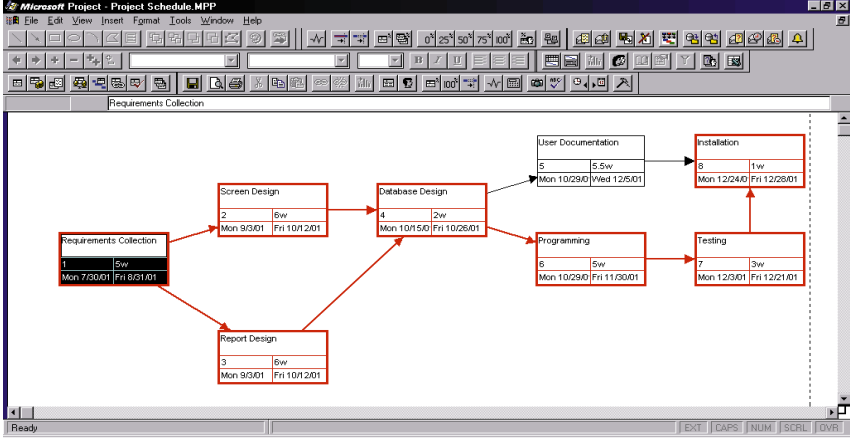 Microsoft Project - Project Schedule.MPP
File Edit View Insert Format Tools Window Help
0% 25% 50% 75% 100%
B I U
100%
Requirements Collection
User Documentation
5 5.5w
Mon 10/29/0 Wed 12/5/01
Installation
8 1w
Mon 12/24/0 Fri 12/28/01
Screen Design
2 6w
Mon 9/3/01 Fri 10/12/01
Database Design
4 2w
Mon 10/15/0 Fri 10/26/01
Requirements Collection
1 5w
Mon 7/30/01 Fri 8/31/01
Programming
6 5w
Mon 10/29/0 Fri 11/30/01
Testing
7 3w
Mon 12/3/01 Fri 12/21/01
Report Design
3 6w
Mon 9/3/01 Fri 10/12/01
Ready
EXT CAPS NUM SCRL OVR